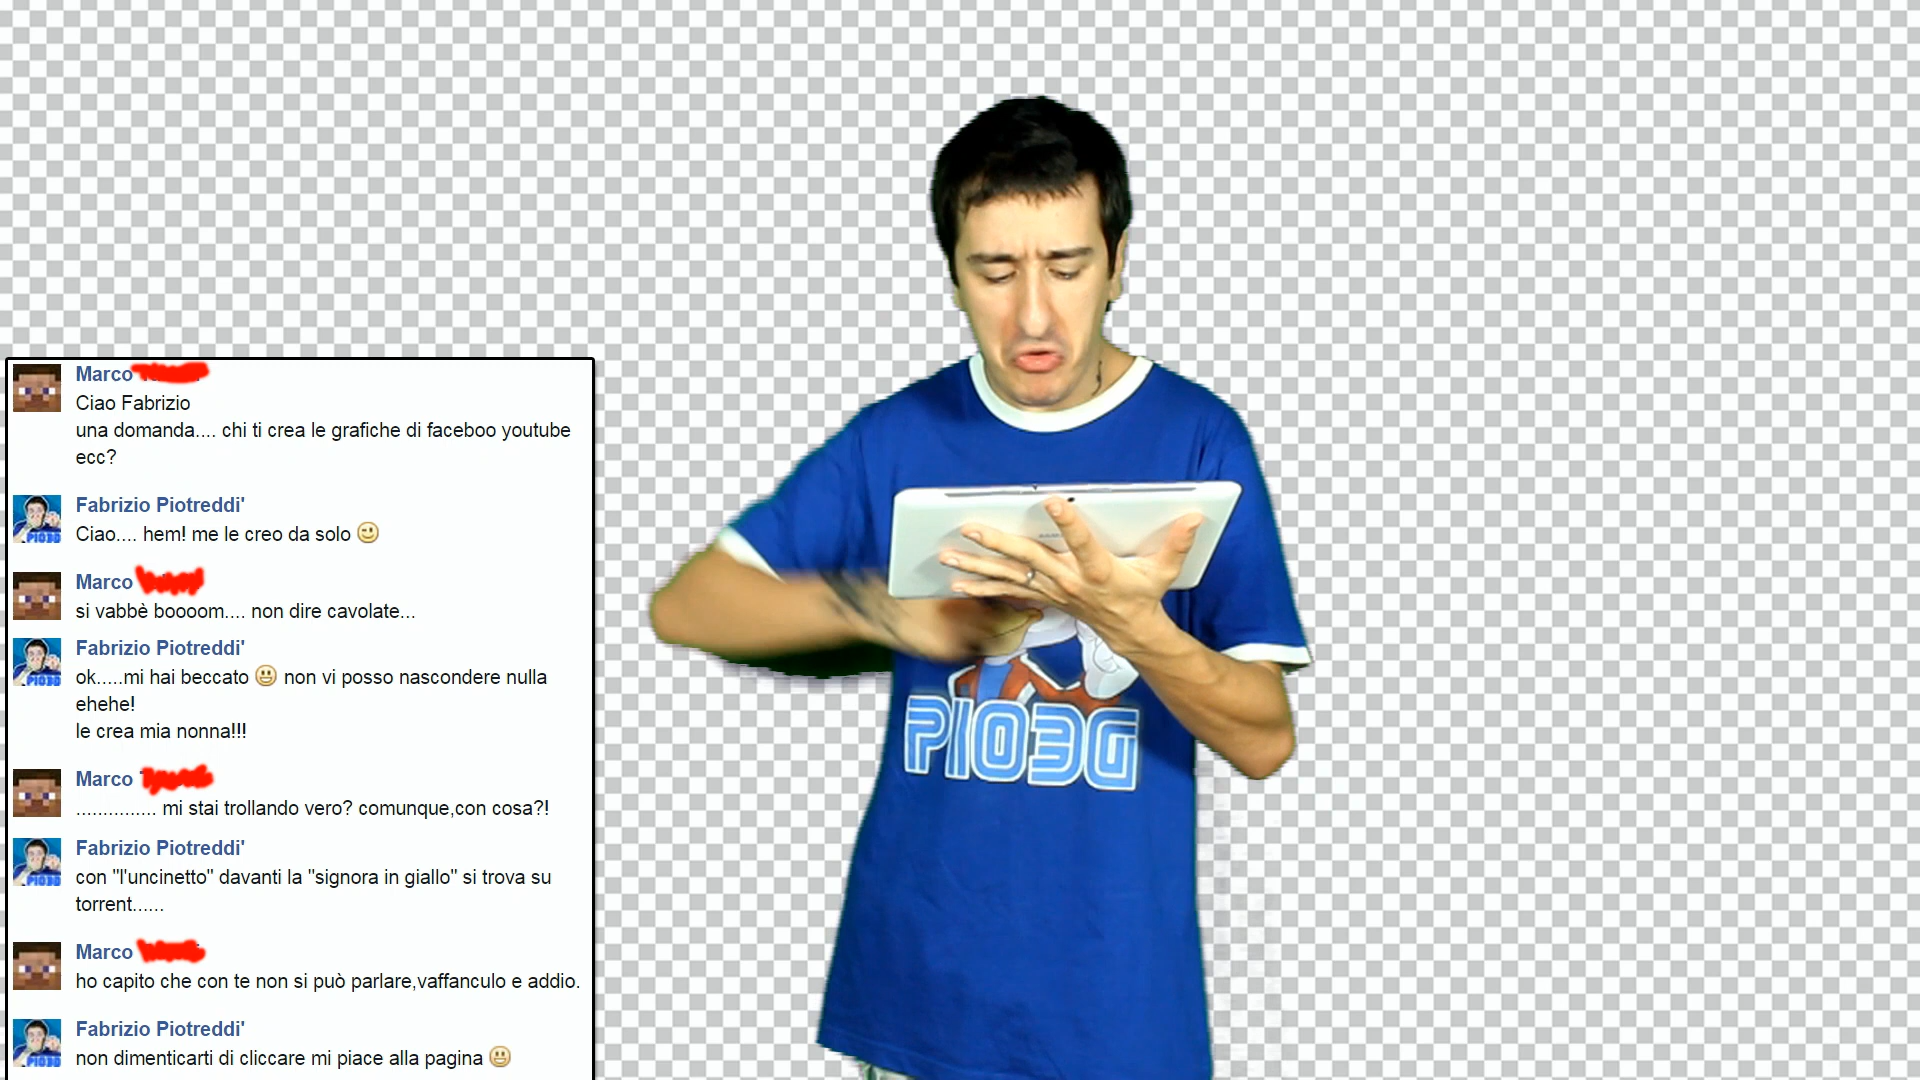 Marco
Ciao Fabrizio
una domanda.... chi ti crea le grafiche di faceboo youtube
ecc?
Fabrizio Piotreddi'
Ciao.... hem! me le creo da solo
Marco
si vabbè boooom.... non dire cavolate...
Fabrizio Piotreddi'
ok.....mi hai beccato non vi posso nascondere nulla
ehehe!
le crea mia nonna!!!
Marco
............... mi stai trollando vero? comunque,con cosa?!
Fabrizio Piotreddi'
con "l'uncinetto" davanti la "signora in giallo" si trova su
torrent......
Marco
ho capito che con te non si può parlare,vaffanculo e addio.
Fabrizio Piotreddi'
non dimenticarti di cliccare mi piace alla pagina
PIO3G